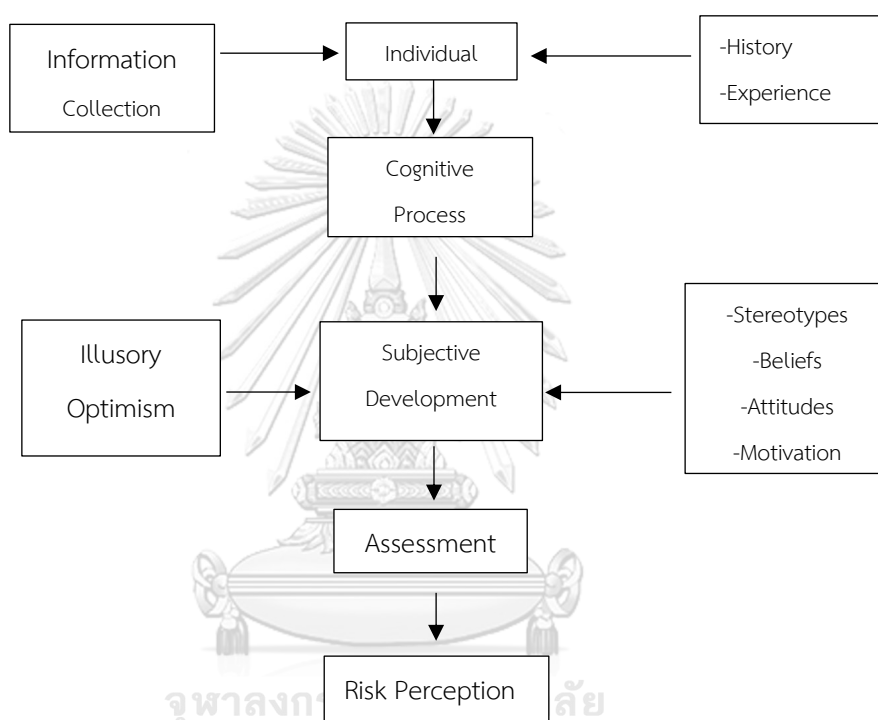 Information
Collection
Individual
-History
-Experience
Cognitive
Process
Illusory
Optimism
Subjective
Development
-Stereotypes
-Beliefs
-Attitudes
-Motivation
Assessment
Risk Perception